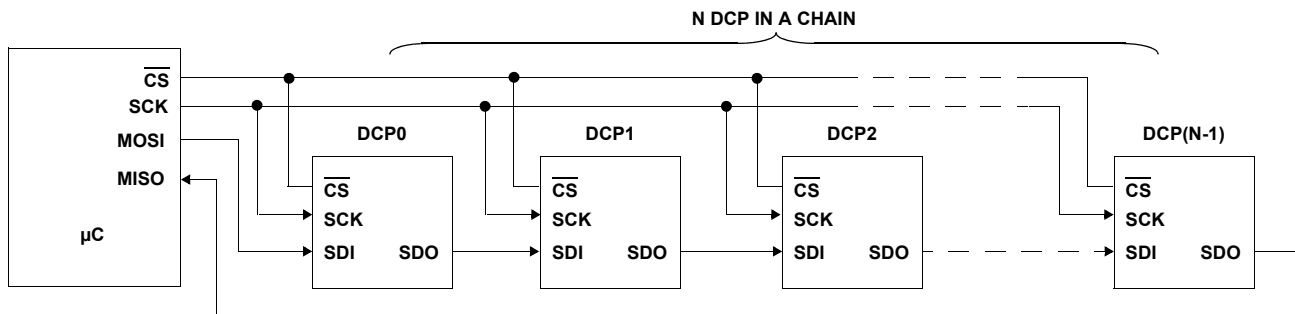 N DCP IN A CHAIN
CS
SCK
MOSI
MISO
µC
DCP0
CS
SCK
SDI SDO
DCP1
CS
SCK
SDI SDO
DCP2
CS
SCK
SDI SDO
DCP(N-1)
CS
SCK
SDI SDO